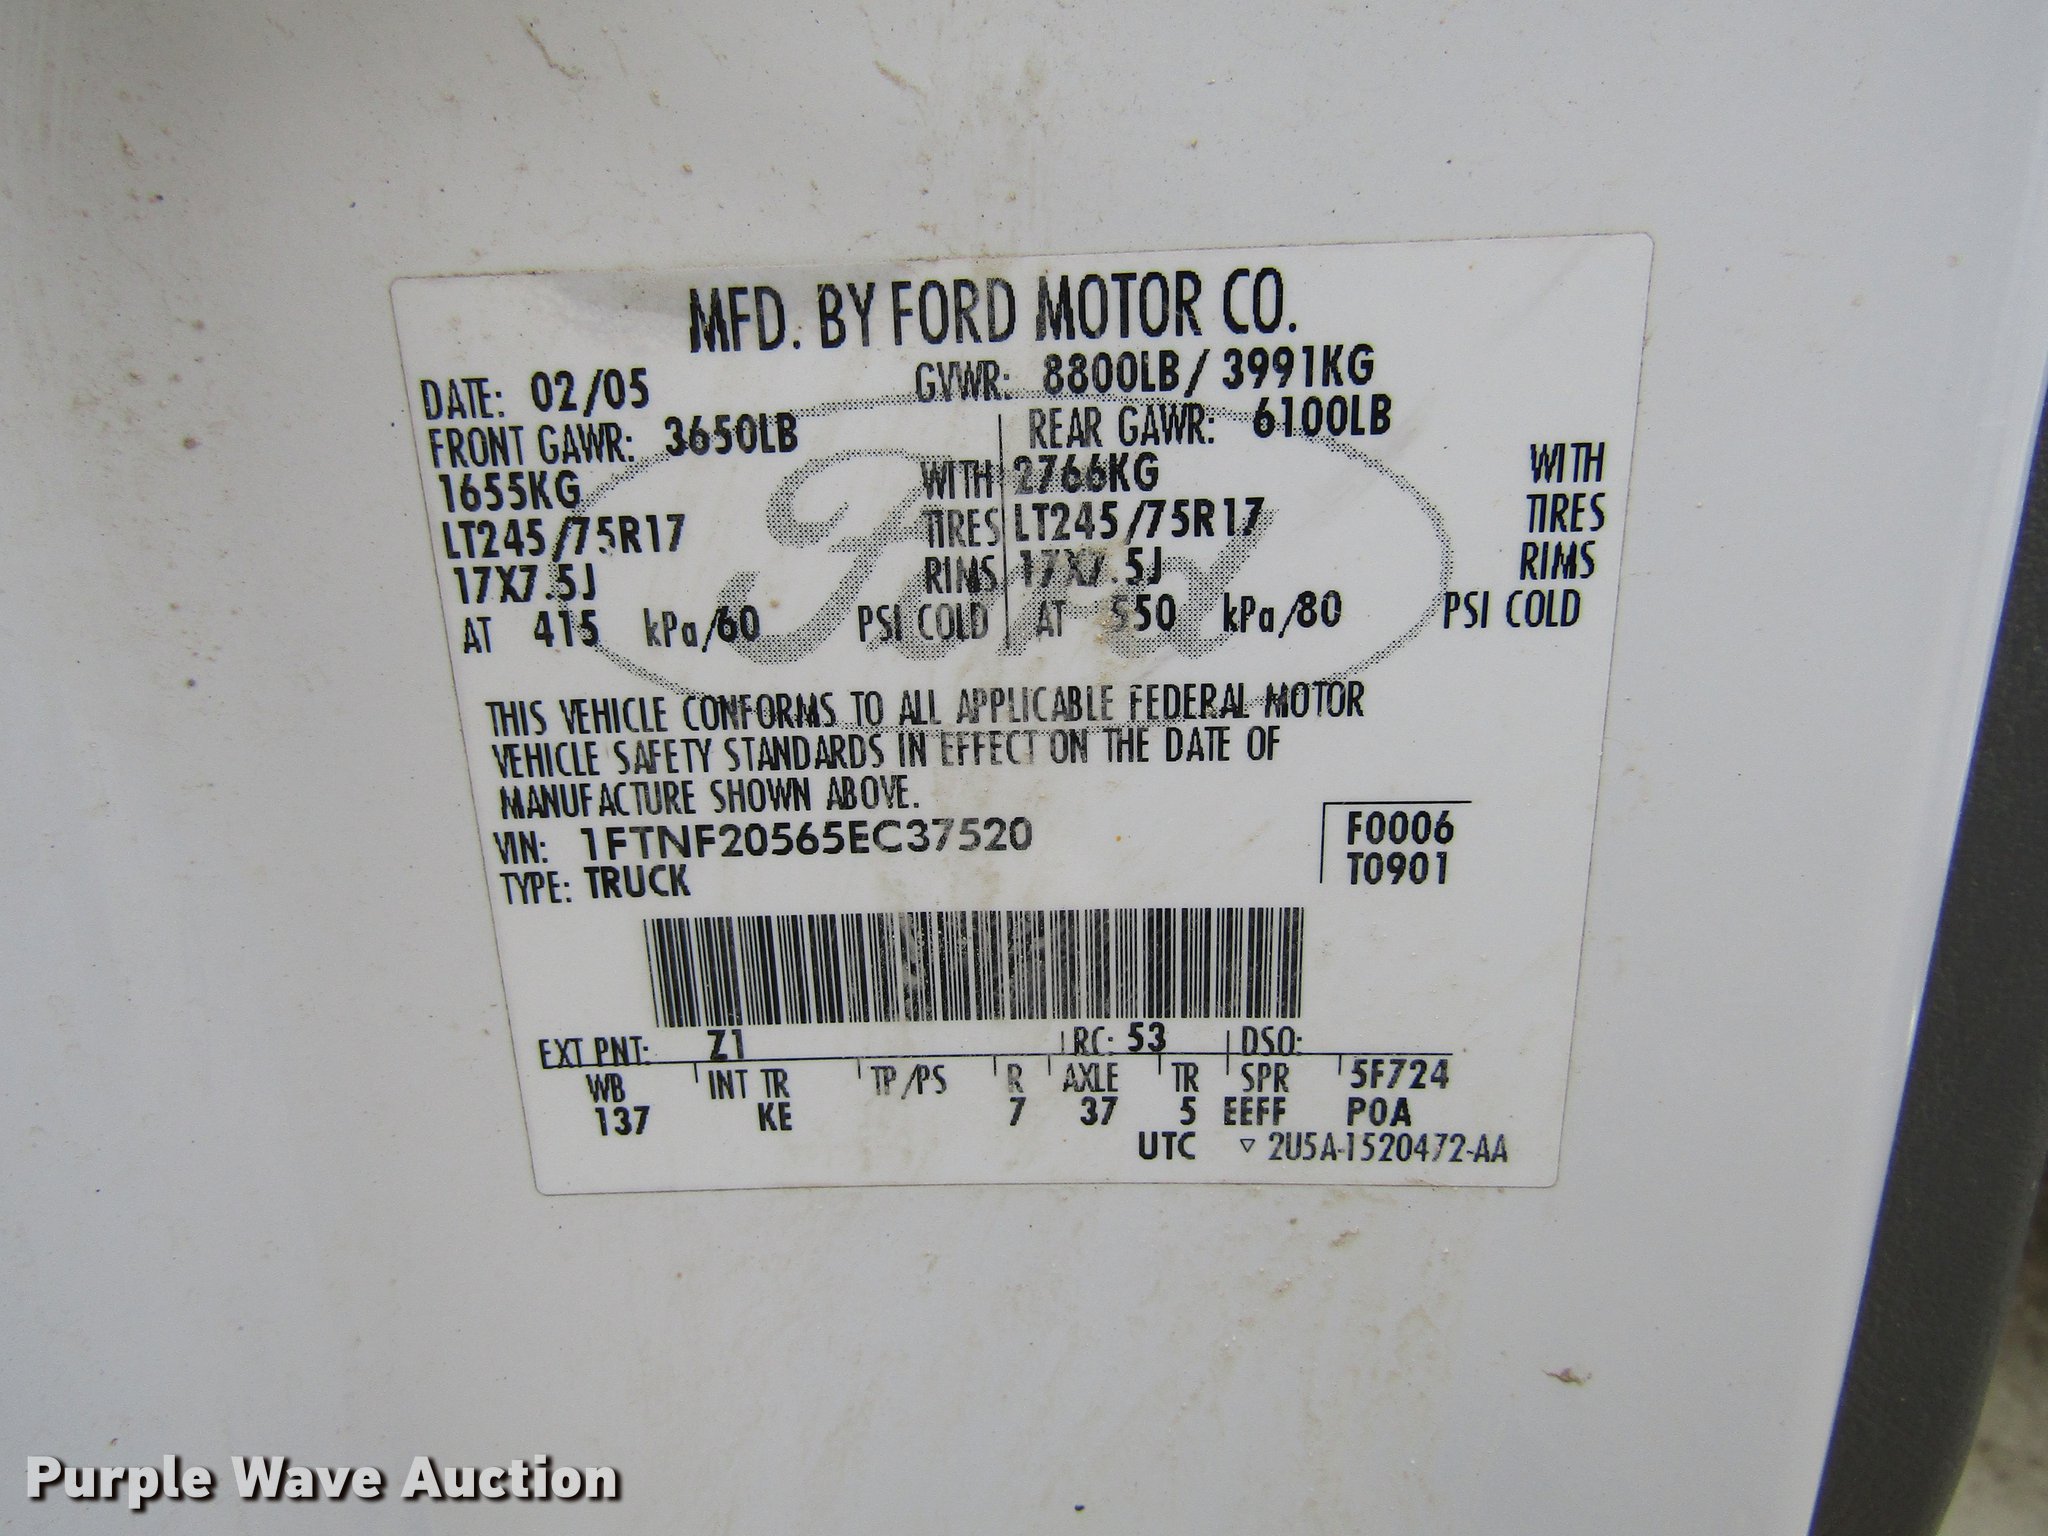 MFD. BY FORD MOTOR CO.
DATE: 02/05 GVWR: 8800LB / 3991KG
FRONT GAWR: 3650LB REAR GAWR: 6100LB
1655KG WITH 2766KG WITH
LT245/75R17 TIRES LT245/75R17 TIRES
17X7.5J RIMS 17X7.5J RIMS
AT 415 kPa/60 PSI COLD AT 550 kPa/80 PSI COLD
Ford
THIS VEHICLE CONFORMS TO ALL APPLICABLE FEDERAL MOTOR
VEHICLE SAFETY STANDARDS IN EFFECT ON THE DATE OF
MANUFACTURE SHOWN ABOVE.
VIN: 1FTNF20565EC37520 F0006
TYPE: TRUCK T0901
EXT PNT: Z1 RC: 53 DSO:
WB INT TR TP/PS R AXLE TR SPR 5F724
137 KE 7 37 5 EEFF P0A
UTC ▽ 2U5A-1520472-AA
Purple Wave Auction